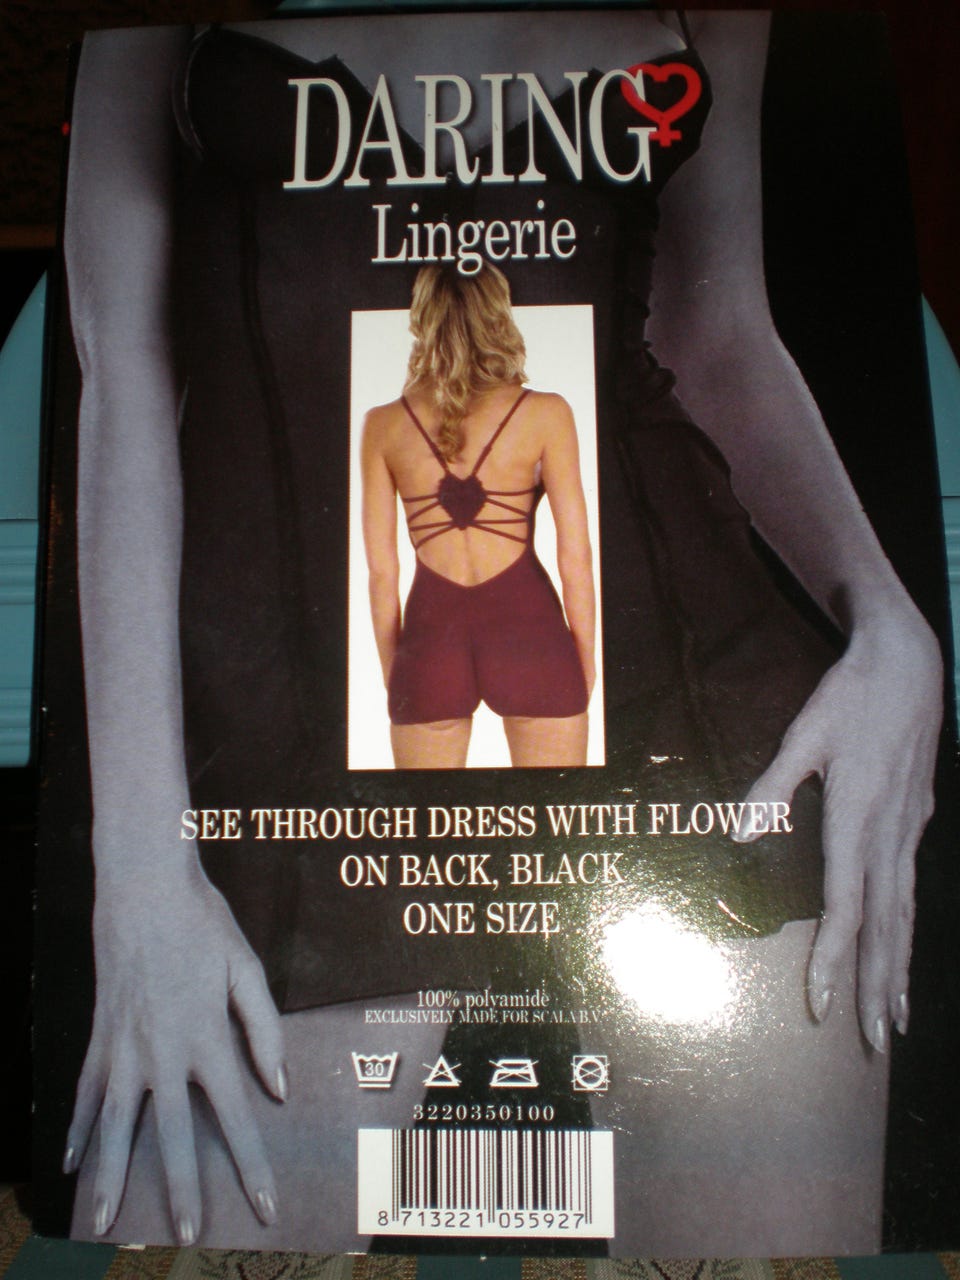 DARING
Lingerie
SEE THROUGH DRESS WITH FLOWER
ON BACK, BLACK
ONE SIZE
100% polyamide
EXCLUSIVELY MADE FOR SCALA B.V.
30
3220350100
8 713221 055927